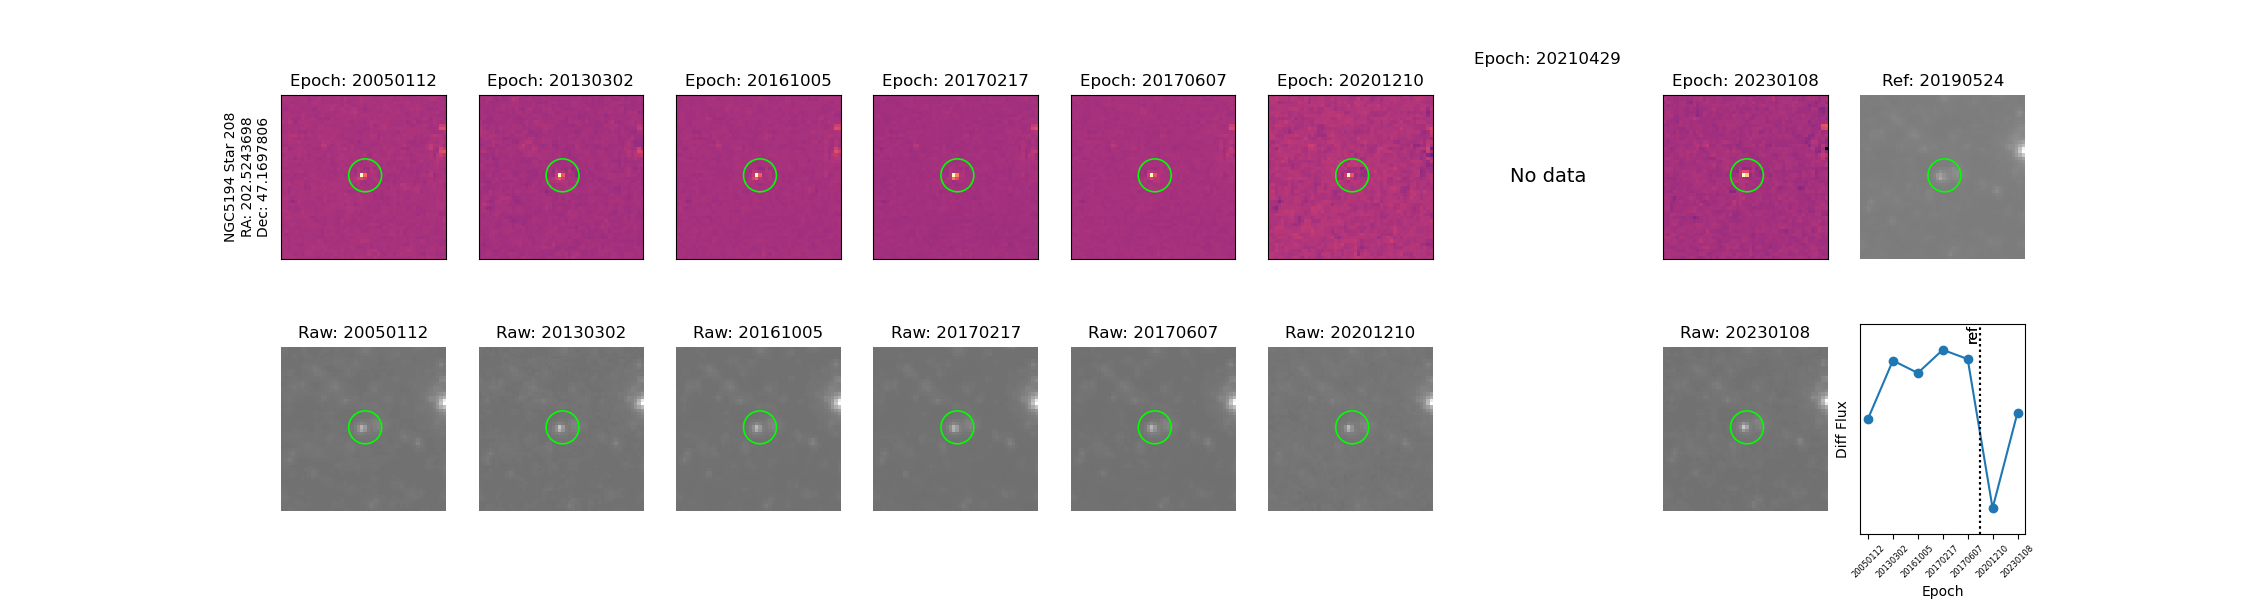 Epoch: 20050112
Epoch: 20130302
Epoch: 20161005
Epoch: 20170217
Epoch: 20170607
Epoch: 20201210
Epoch: 20210429
Epoch: 20230108
Ref: 20190524
NGC5194 Star 208
RA: 202.5243698
Dec: 47.1697806
No data
Raw: 20050112
Raw: 20130302
Raw: 20161005
Raw: 20170217
Raw: 20170607
Raw: 20201210
Raw: 20230108
ref
Diff Flux
20050112
20130302
20161005
20170217
20170607
20201210
20230108
Epoch